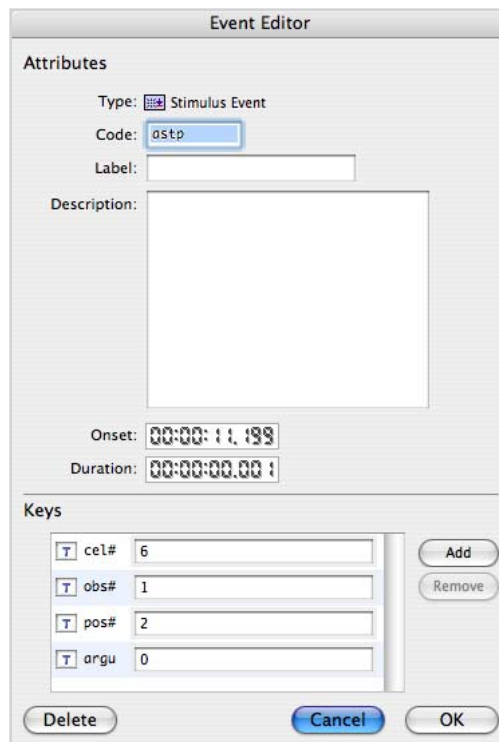 Event Editor
Attributes
Type: Stimulus Event
Code: astp
Label:
Description:
Onset: 00:00:11.199
Duration: 00:00:00.001
Keys
T cel# 6
Add
T obs# 1
Remove
T pos# 2
T argu 0
Delete
Cancel
OK